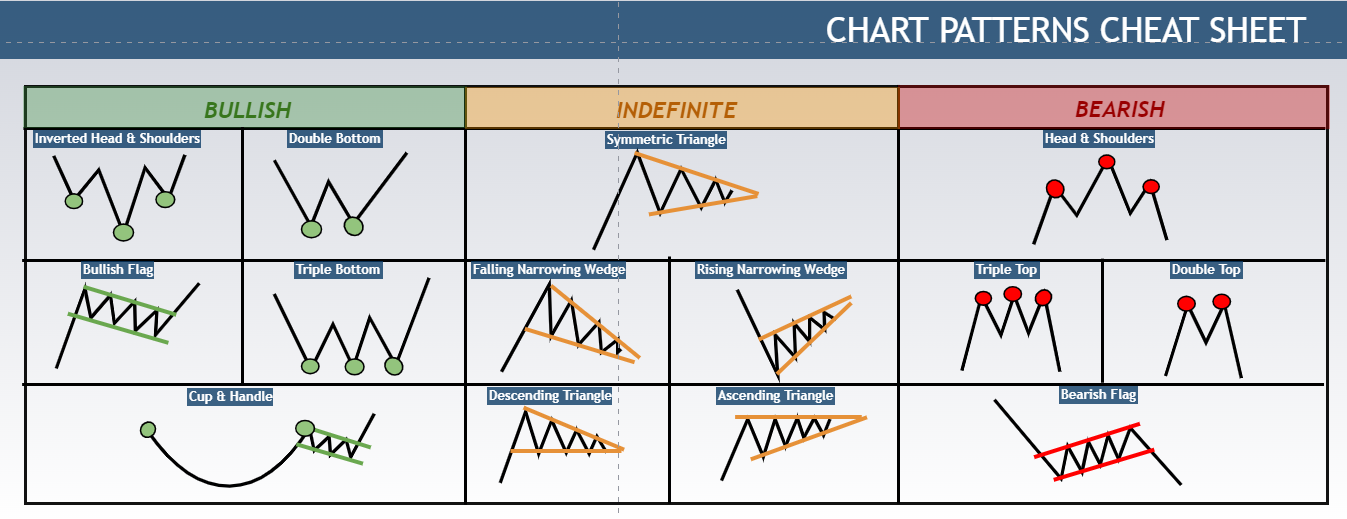 CHART PATTERNS CHEAT SHEET
BULLISH
INDEFINITE
BEARISH
Inverted Head & Shoulders
Double Bottom
Symmetric Triangle
Head & Shoulders
Bullish Flag
Triple Bottom
Falling Narrowing Wedge
Rising Narrowing Wedge
Triple Top
Double Top
Cup & Handle
Descending Triangle
Ascending Triangle
Bearish Flag